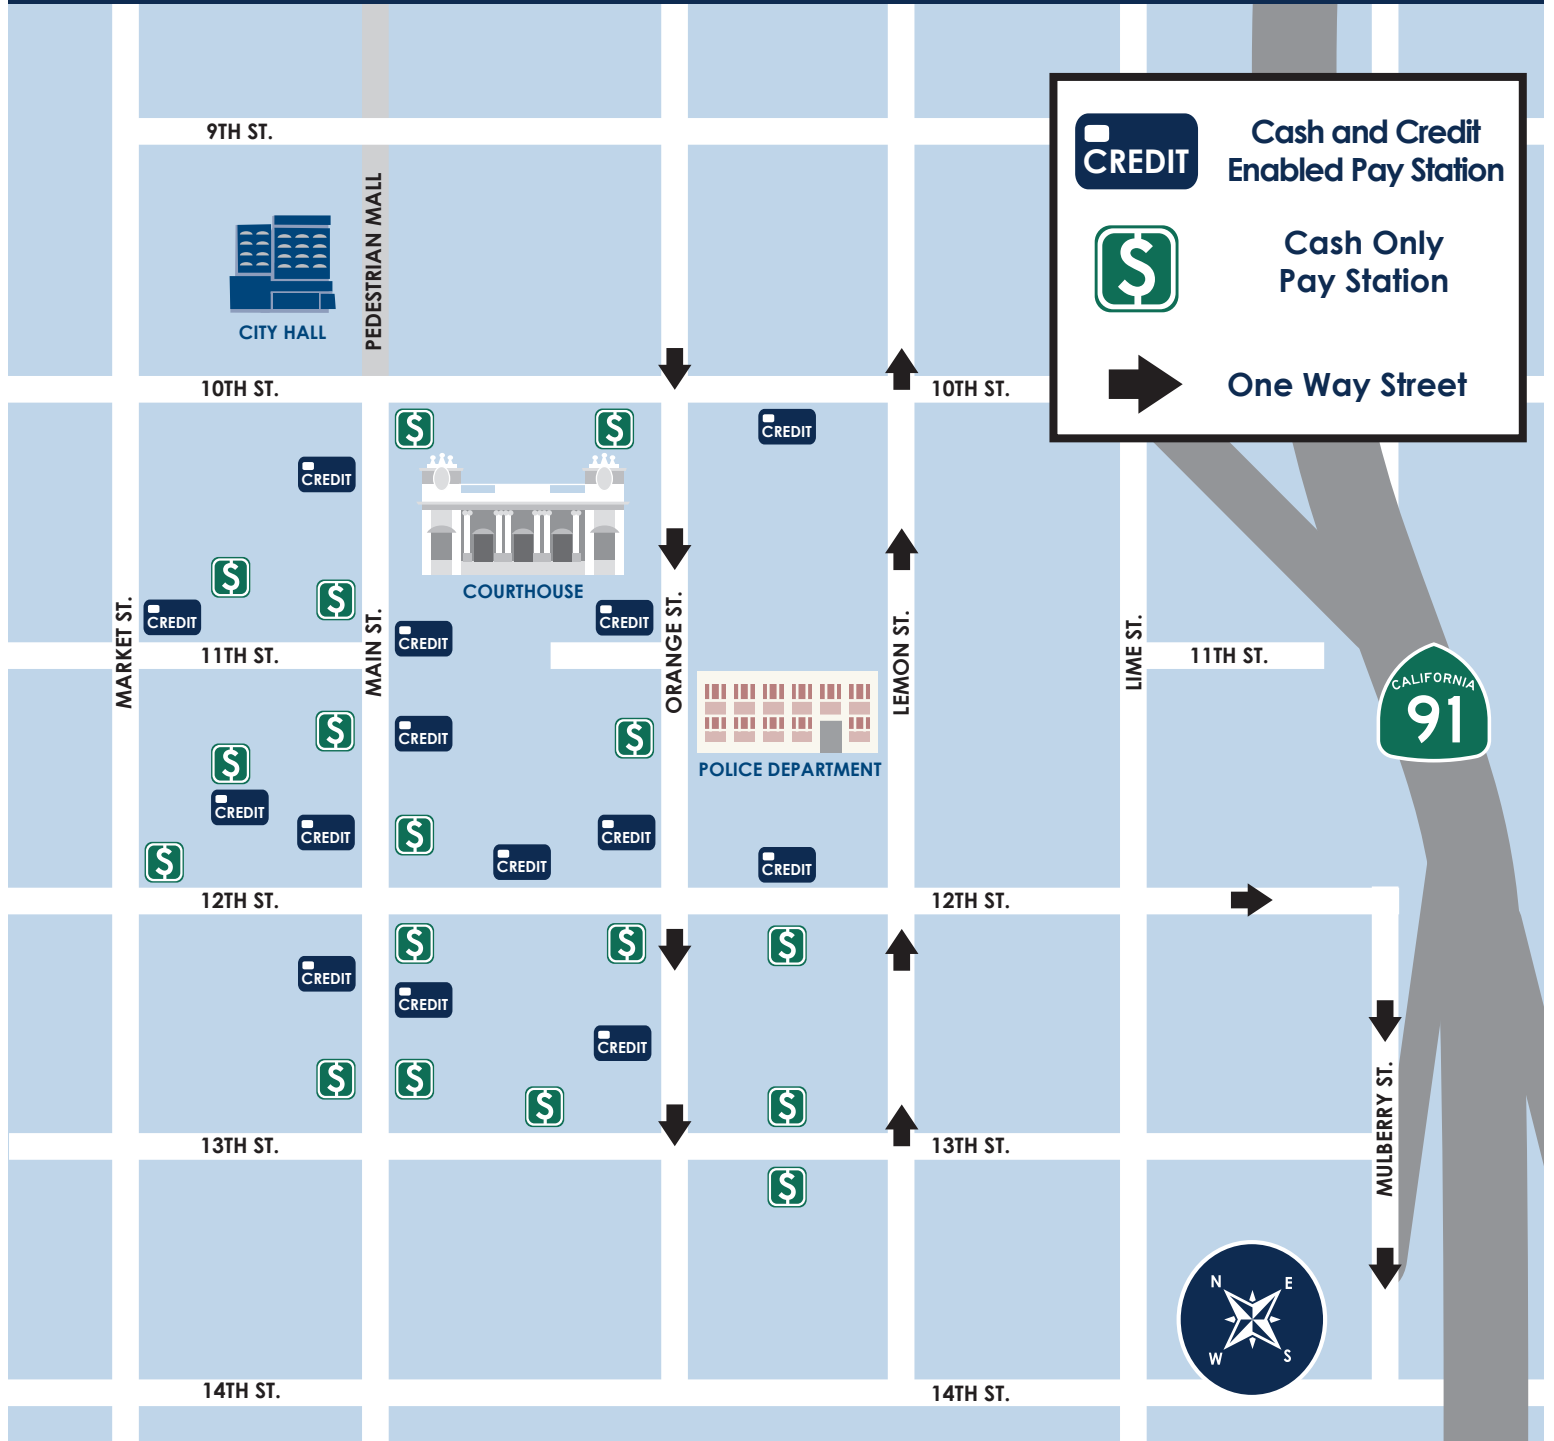 9TH ST.
CREDIT
Cash and Credit
Enabled Pay Station
$
Cash Only
Pay Station
One Way Street
PEDESTRIAN MALL
CITY HALL
10TH ST.
10TH ST.
$
$
CREDIT
CREDIT
COURTHOUSE
$
$
CREDIT
CREDIT
CREDIT
MARKET ST.
MAIN ST.
ORANGE ST.
LEMON ST.
LIME ST.
11TH ST.
11TH ST.
CALIFORNIA
91
$
CREDIT
$
$
POLICE DEPARTMENT
CREDIT
CREDIT
$
CREDIT
$
CREDIT
CREDIT
12TH ST.
12TH ST.
$
$
$
CREDIT
CREDIT
CREDIT
$
$
$
$
MULBERRY ST.
13TH ST.
13TH ST.
$
N
E
W
S
14TH ST.
14TH ST.